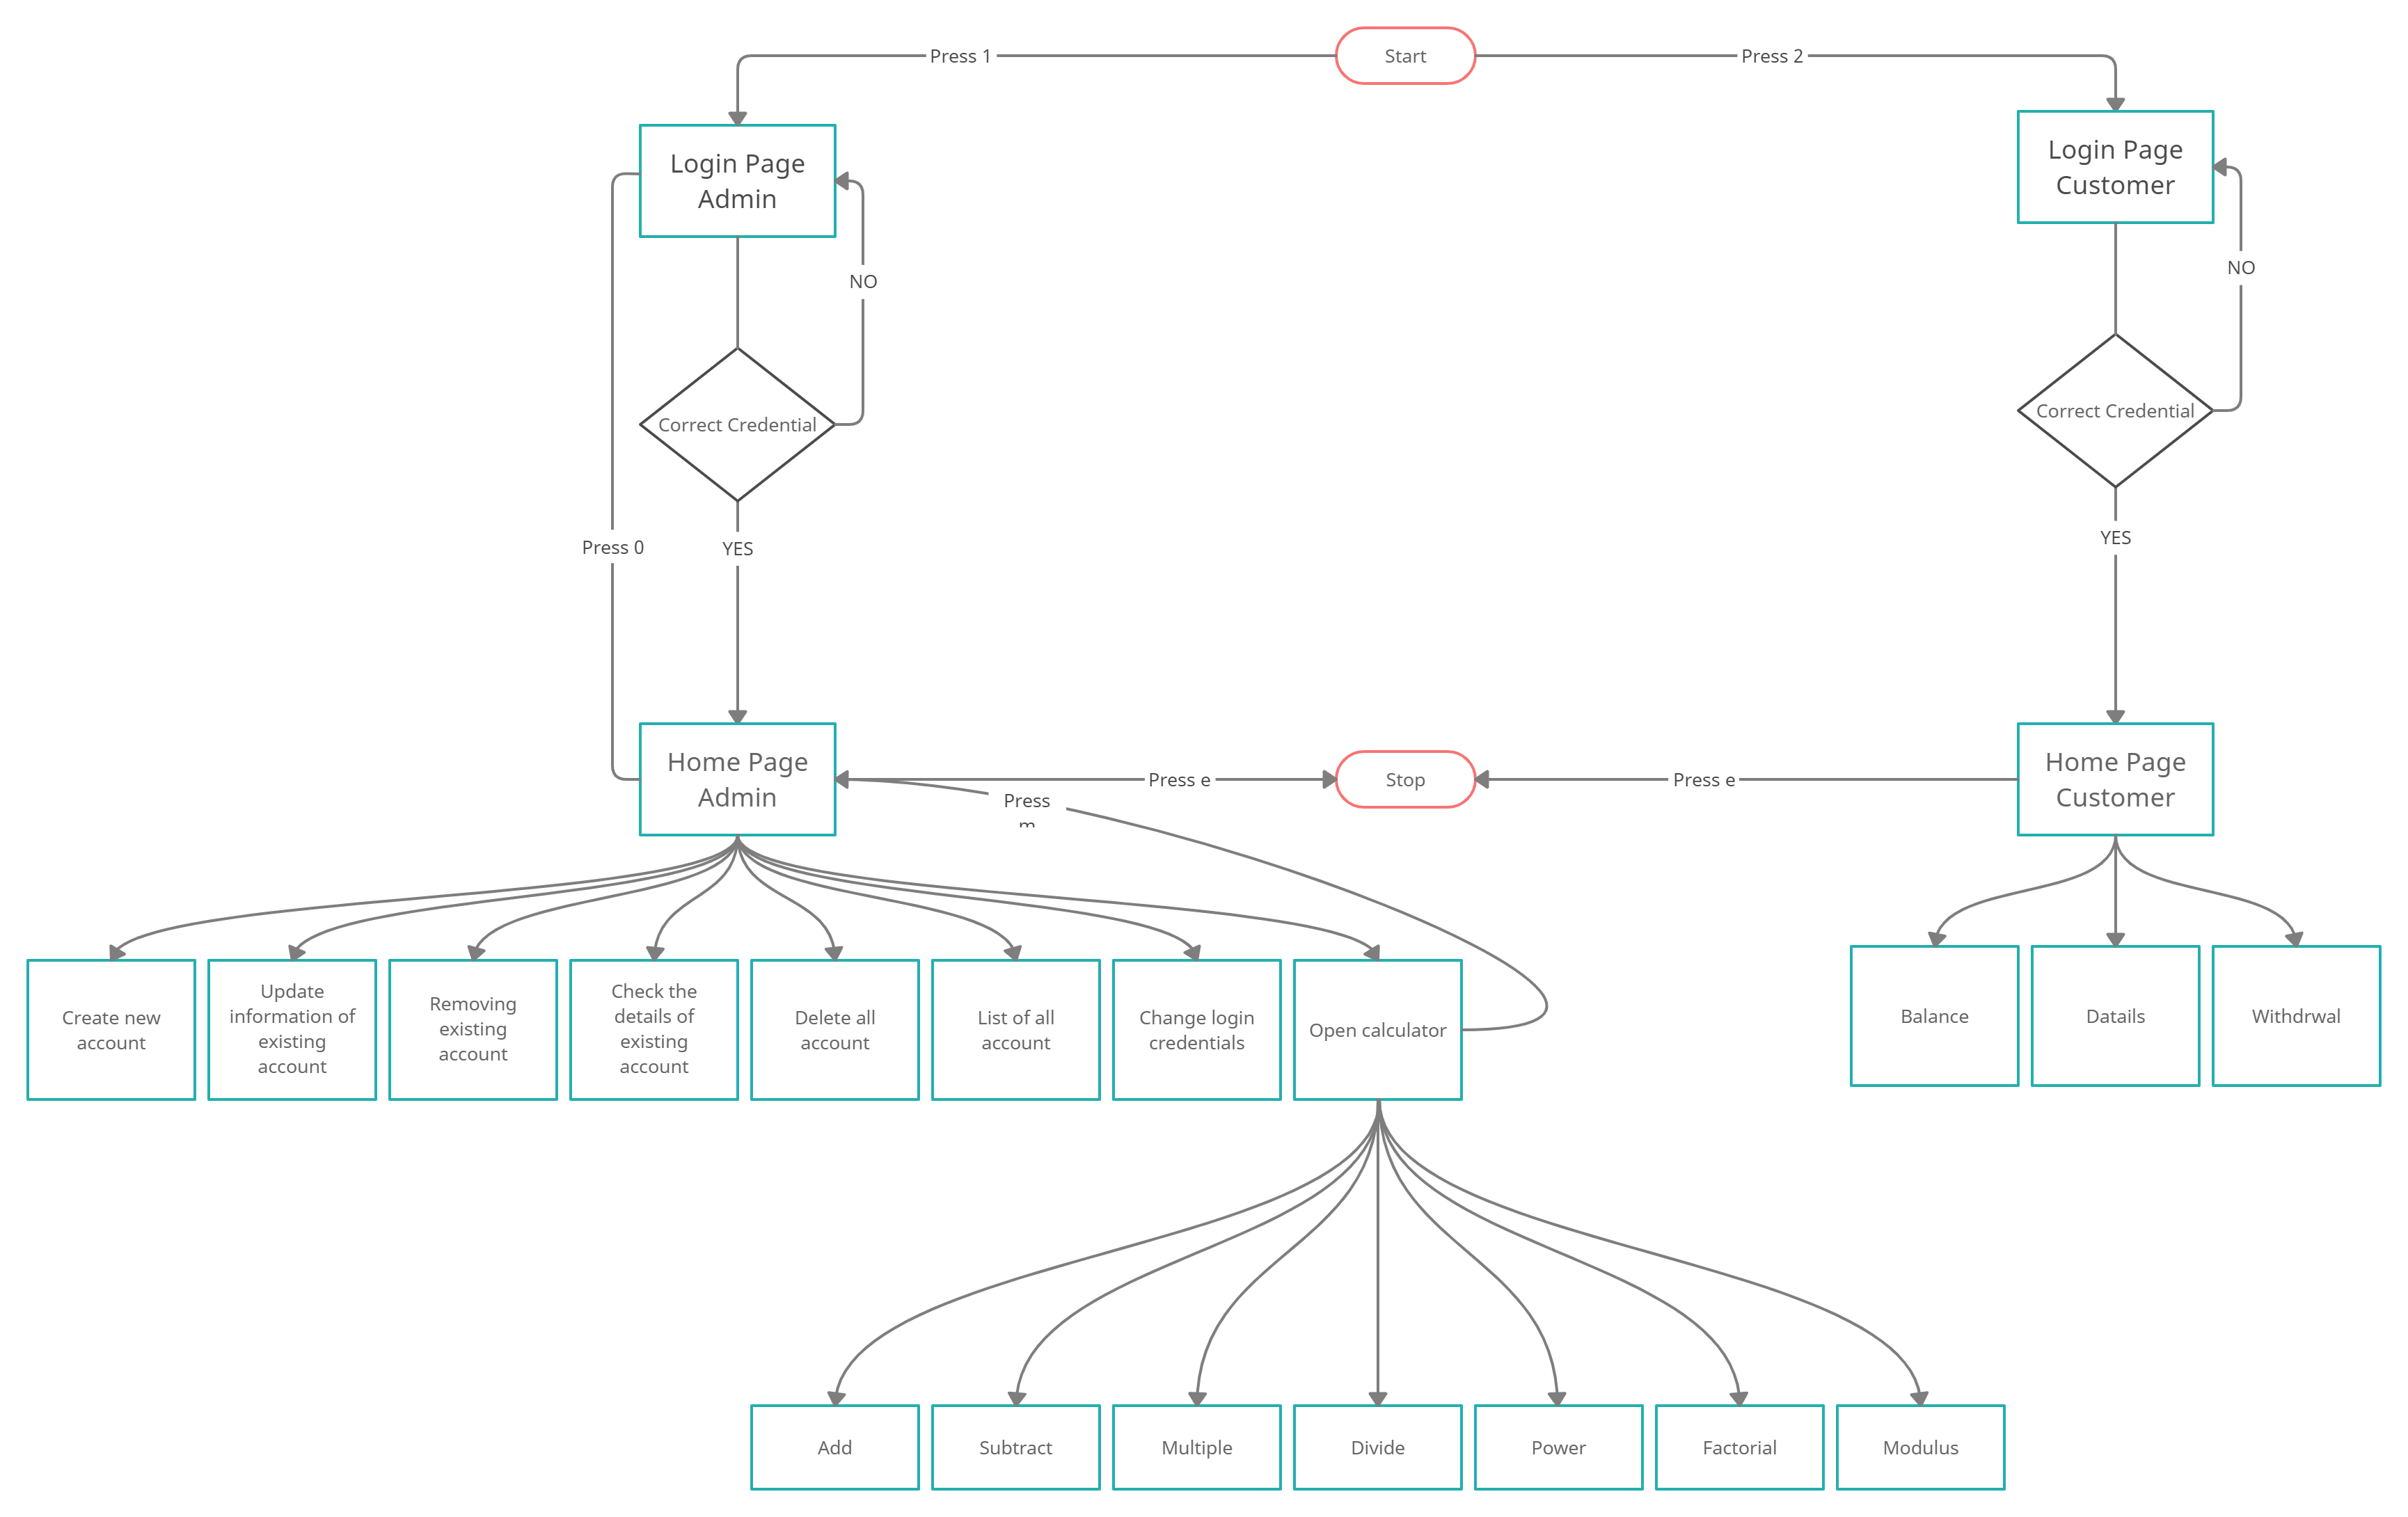 Press 1
Start
Press 2
Login Page
Admin
Login Page
Customer
NO
NO
Correct Credential
Correct Credential
Press 0
YES
YES
Home Page
Admin
Press e
Stop
Press e
Home Page
Customer
Press
m
Create new
account
Update
information of
existing
account
Removing
existing
account
Check the
details of
existing
account
Delete all
account
List of all
account
Change login
credentials
Open calculator
Balance
Datails
Withdrwal
Add
Subtract
Multiple
Divide
Power
Factorial
Modulus